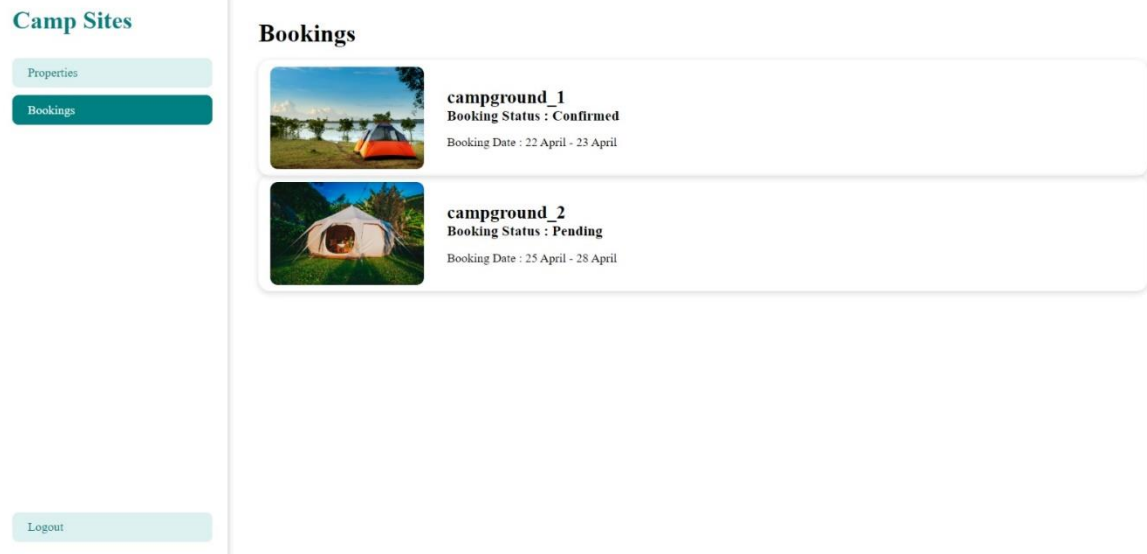 Camp Sites
Properties
Bookings
Logout
Bookings
campground_1
Booking Status : Confirmed
Booking Date : 22 April - 23 April
campground_2
Booking Status : Pending
Booking Date : 25 April - 28 April